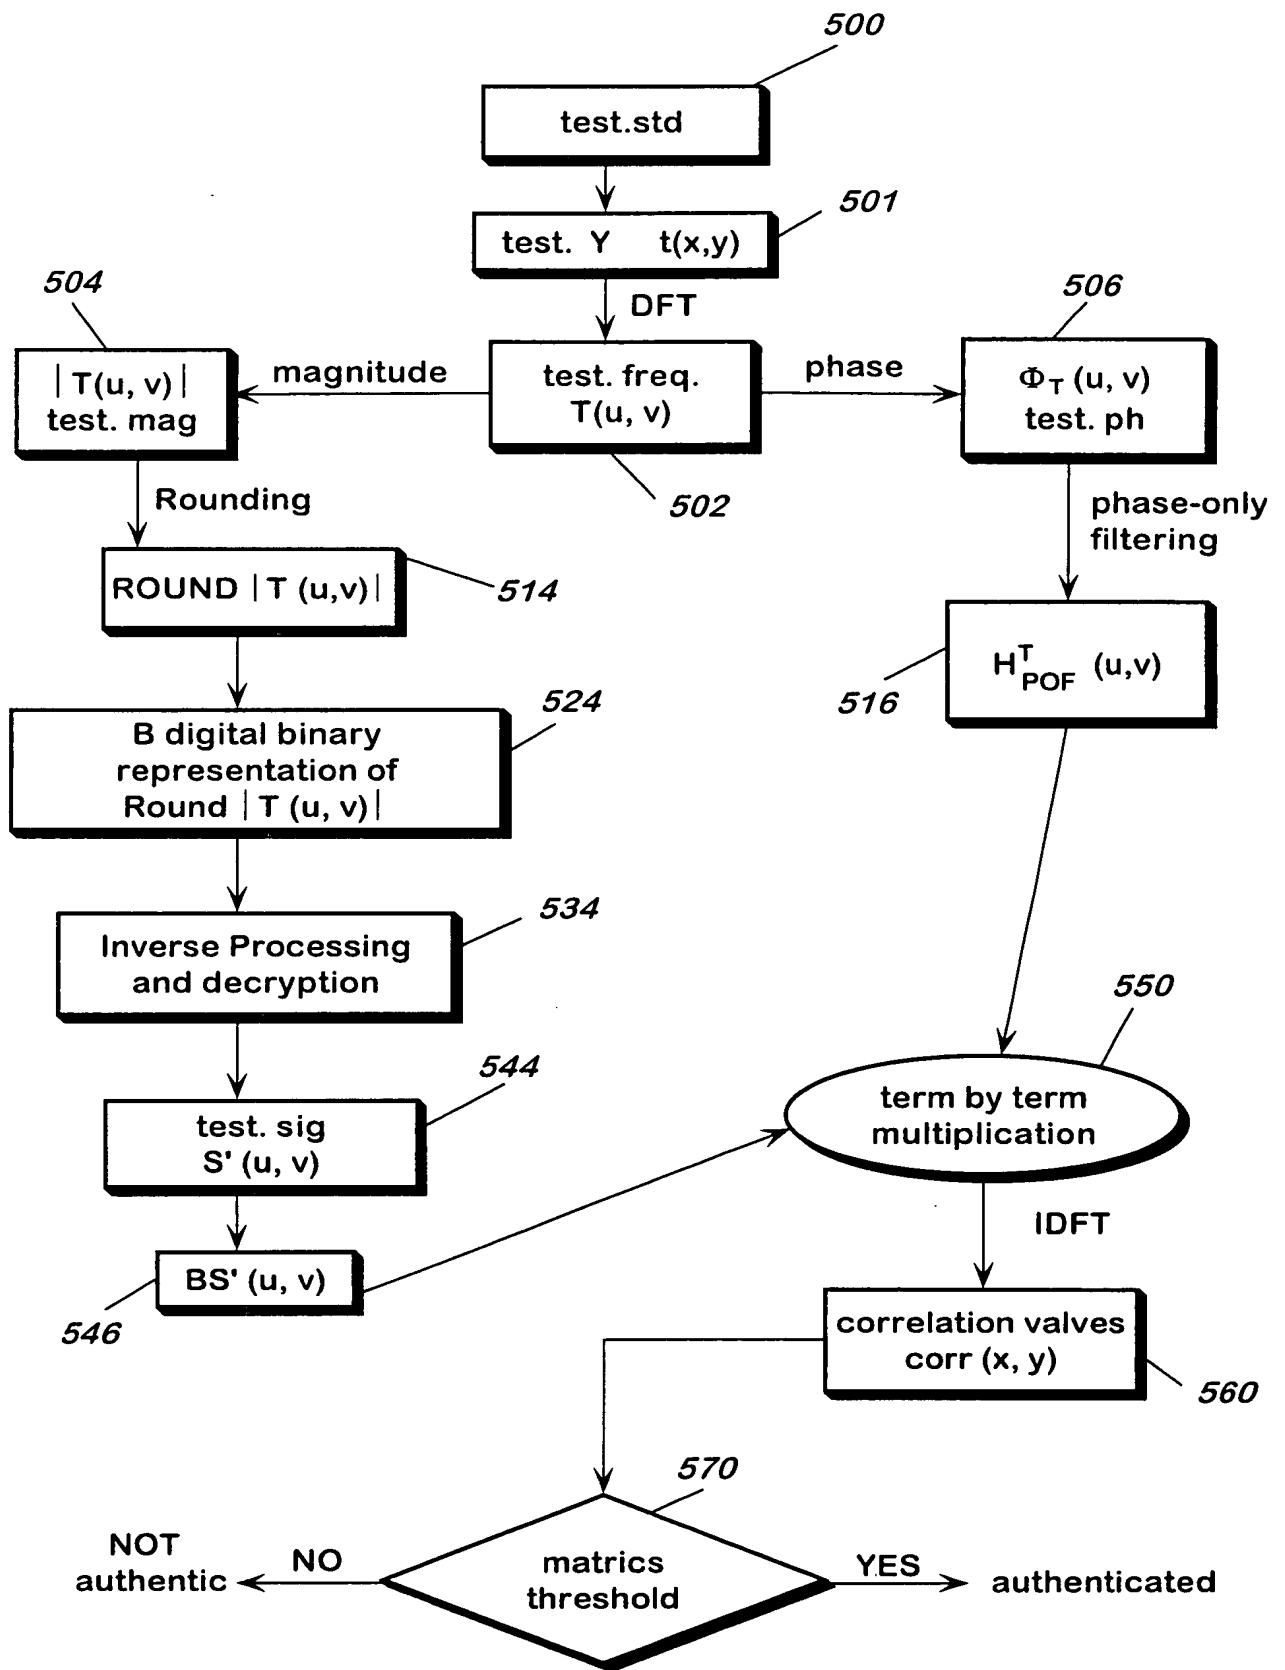 500
test.std
501
test. Y t(x,y)
DFT
504
506
|T(u, v)|
test. mag
magnitude
test. freq.
T(u, v)
phase
Φ_T (u, v)
test. ph
502
Rounding
phase-only
filtering
ROUND |T (u,v)|
514
H^T_POF (u,v)
516
524
B digital binary
representation of
Round |T (u, v)|
534
Inverse Processing
and decryption
550
544
term by term
multiplication
test. sig
S' (u, v)
IDFT
BS' (u, v)
546
correlation valves
corr (x, y)
560
570
NOT
authentic
NO
matrics
threshold
YES
authenticated